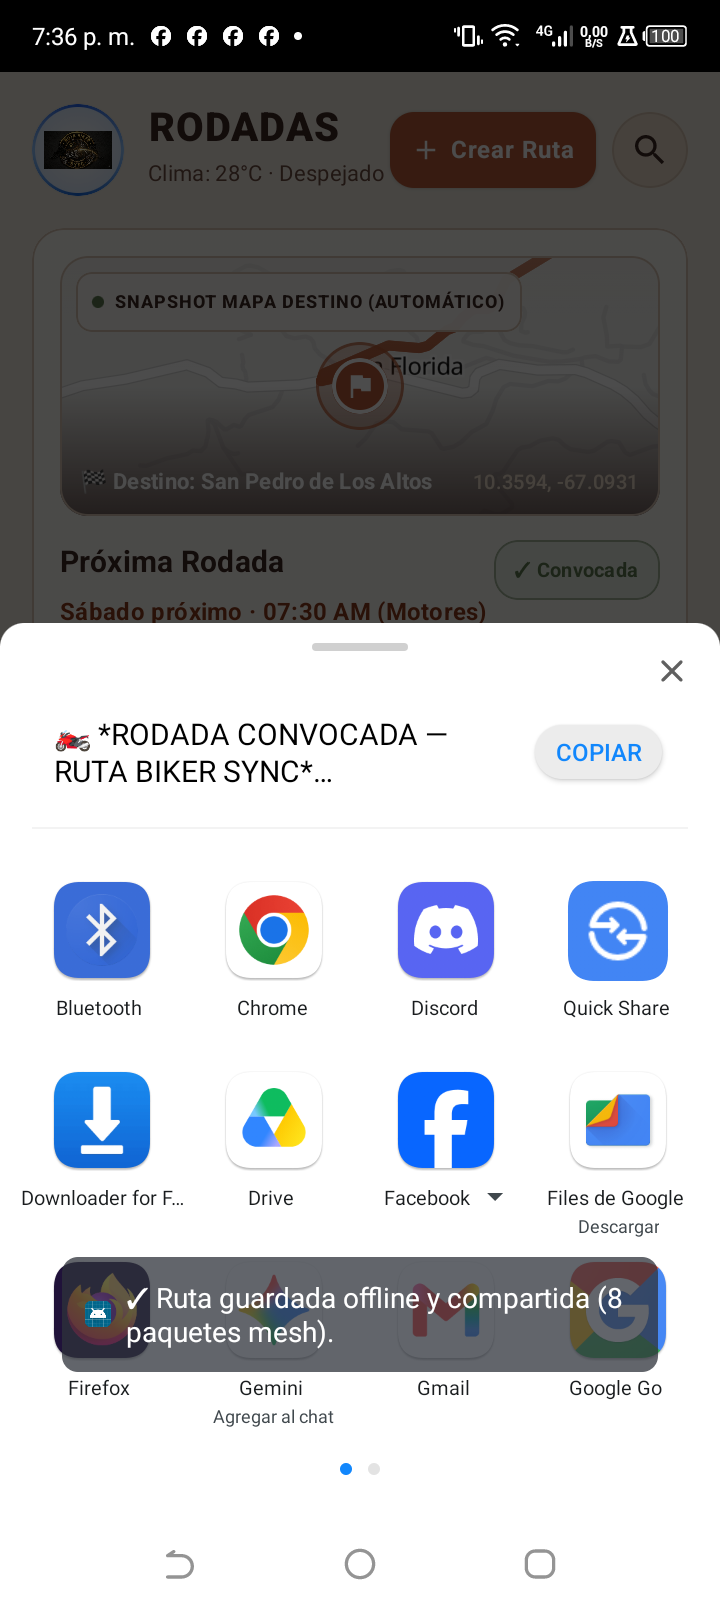 7:36 p. m.
4G
0,00
B/S
100
RODADAS
Clima: 28°C · Despejado
+ Crear Ruta
SNAPSHOT MAPA DESTINO (AUTOMÁTICO)
Florida
🏁 Destino: San Pedro de Los Altos
10.3594, -67.0931
Próxima Rodada
✓ Convocada
Sábado próximo · 07:30 AM (Motores)
🏍️ *RODADA CONVOCADA —
RUTA BIKER SYNC*...
COPIAR
Bluetooth
Chrome
Discord
Quick Share
Downloader for F...
Drive
Facebook
Files de Google
Descargar
✓ Ruta guardada offline y compartida (8
paquetes mesh).
Firefox
Gemini
Gmail
Google Go
Agregar al chat